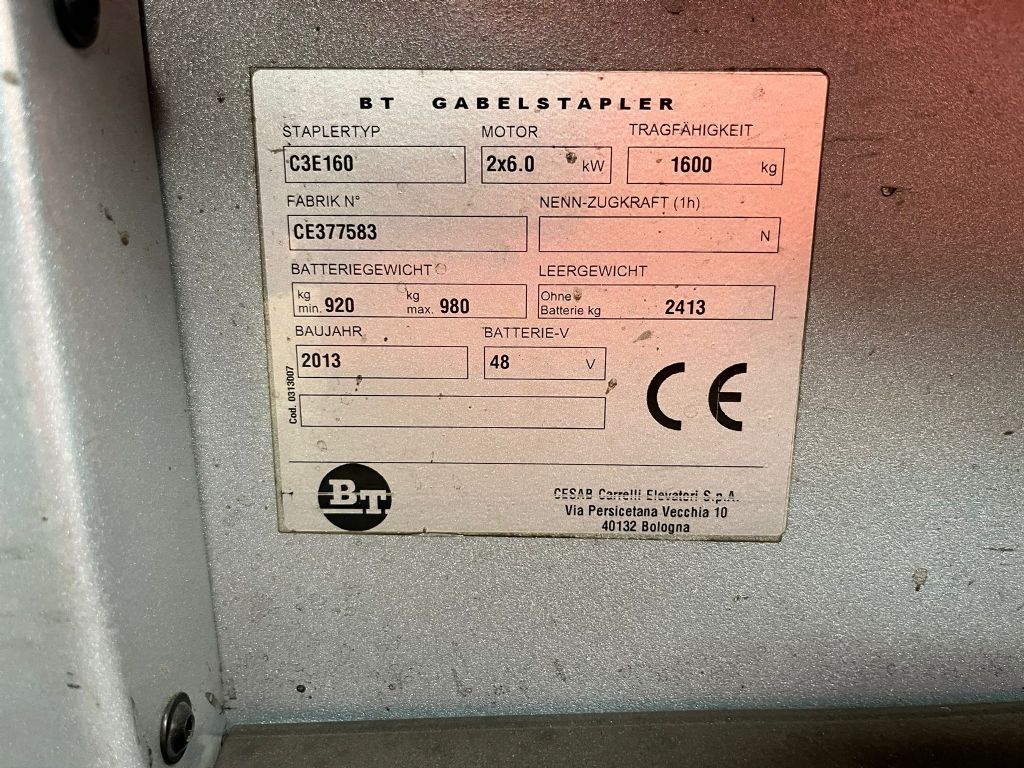 BT GABELSTAPLER
STAPLERTYP MOTOR TRAGFÄHIGKEIT
C3E160 2x6.0 kW 1600 kg
FABRIK N° NENN-ZUGKRAFT (1h)
CE377583 N
BATTERIEGEWICHT LEERGEWICHT
kg min. 920 kg max. 980 Ohne Batterie kg 2413
BAUJAHR BATTERIE-V
2013 48 V
Cod. 0313007
CE
BT
CESAB Carrelli Elevatori S.p.A.
Via Persicetana Vecchia 10
40132 Bologna